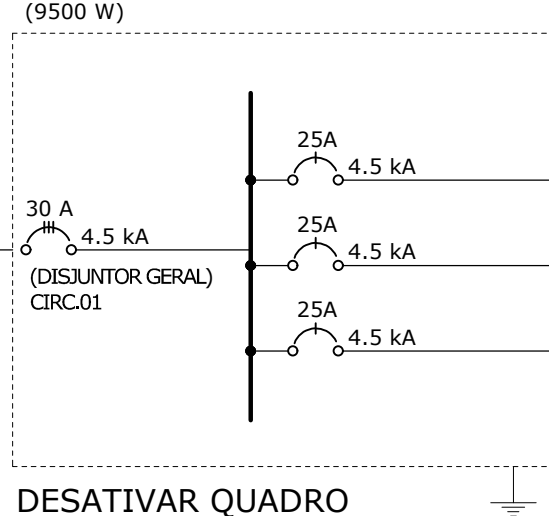 (9500 W)
25A
4.5 kA
30 A
4.5 kA
25A
4.5 kA
(DISJUNTOR GERAL)
CIRC.01
25A
4.5 kA
DESATIVAR QUADRO